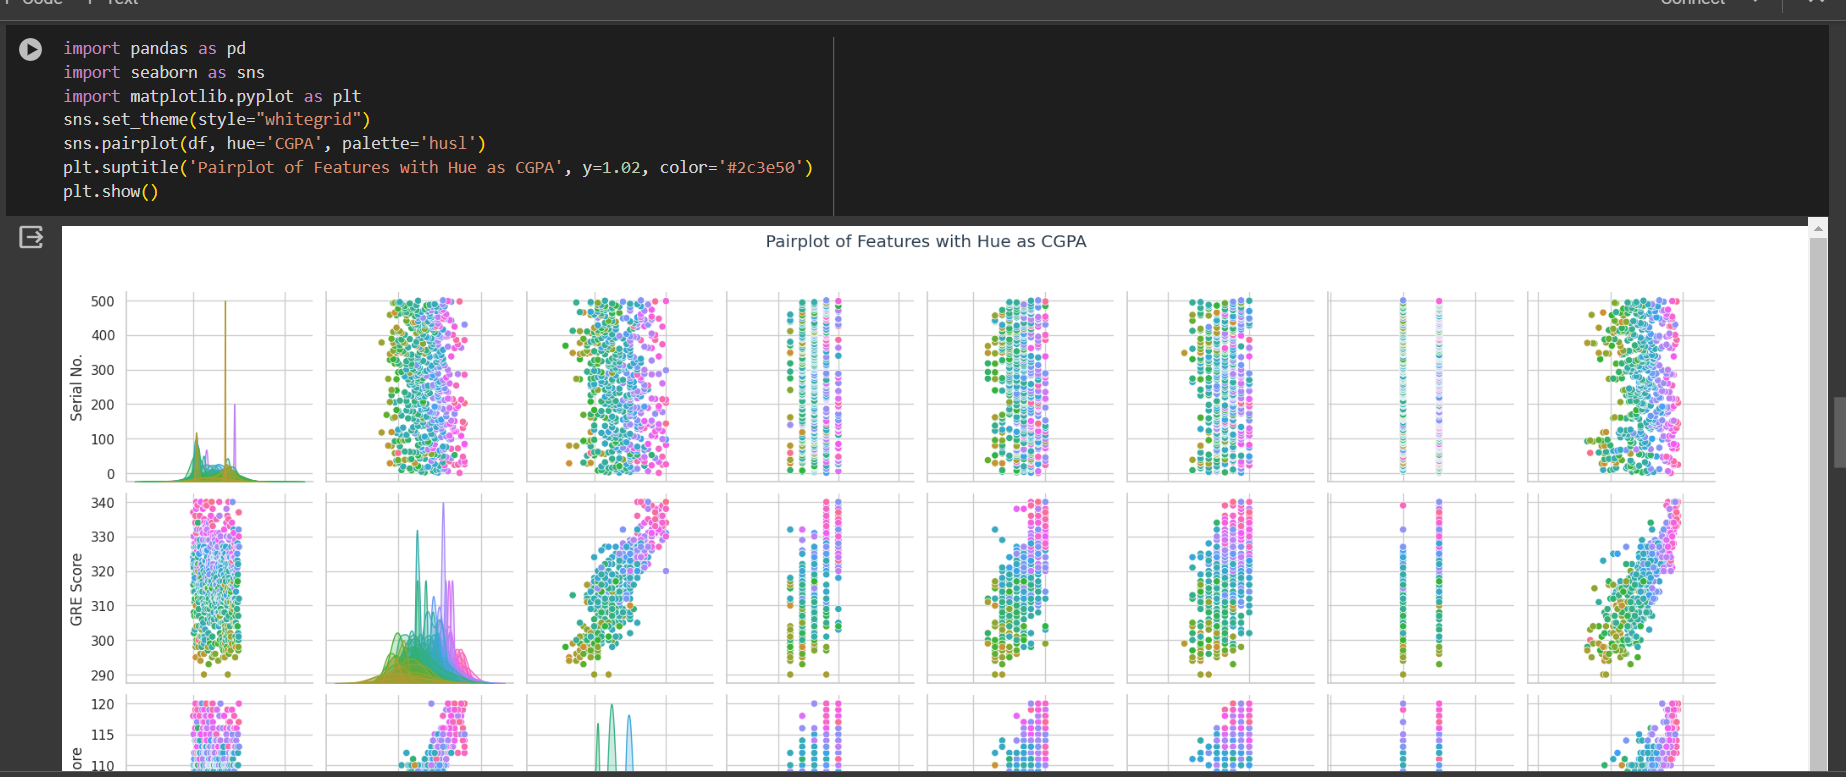 Code
Text
Connect
import pandas as pd
import seaborn as sns
import matplotlib.pyplot as plt
sns.set_theme(style="whitegrid")
sns.pairplot(df, hue='CGPA', palette='husl')
plt.suptitle('Pairplot of Features with Hue as CGPA', y=1.02, color='#2c3e50')
plt.show()
Pairplot of Features with Hue as CGPA
Serial No.
500
400
300
200
100
0
GRE Score
340
330
320
310
300
290
ore
120
115
110